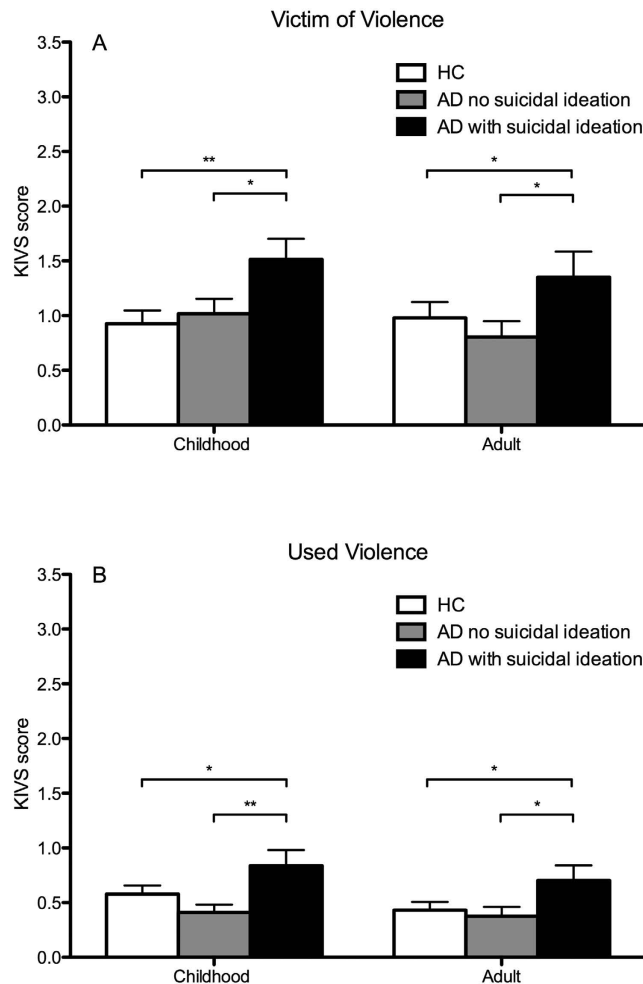 Victim of Violence
A
3.5
3.0
2.5
2.0
1.5
1.0
0.5
0.0
KIVS score
HC
AD no suicidal ideation
AD with suicidal ideation
**
*
*
*
Childhood
Adult
Used Violence
B
3.5
3.0
2.5
2.0
1.5
1.0
0.5
0.0
KIVS score
HC
AD no suicidal ideation
AD with suicidal ideation
*
**
*
*
Childhood
Adult